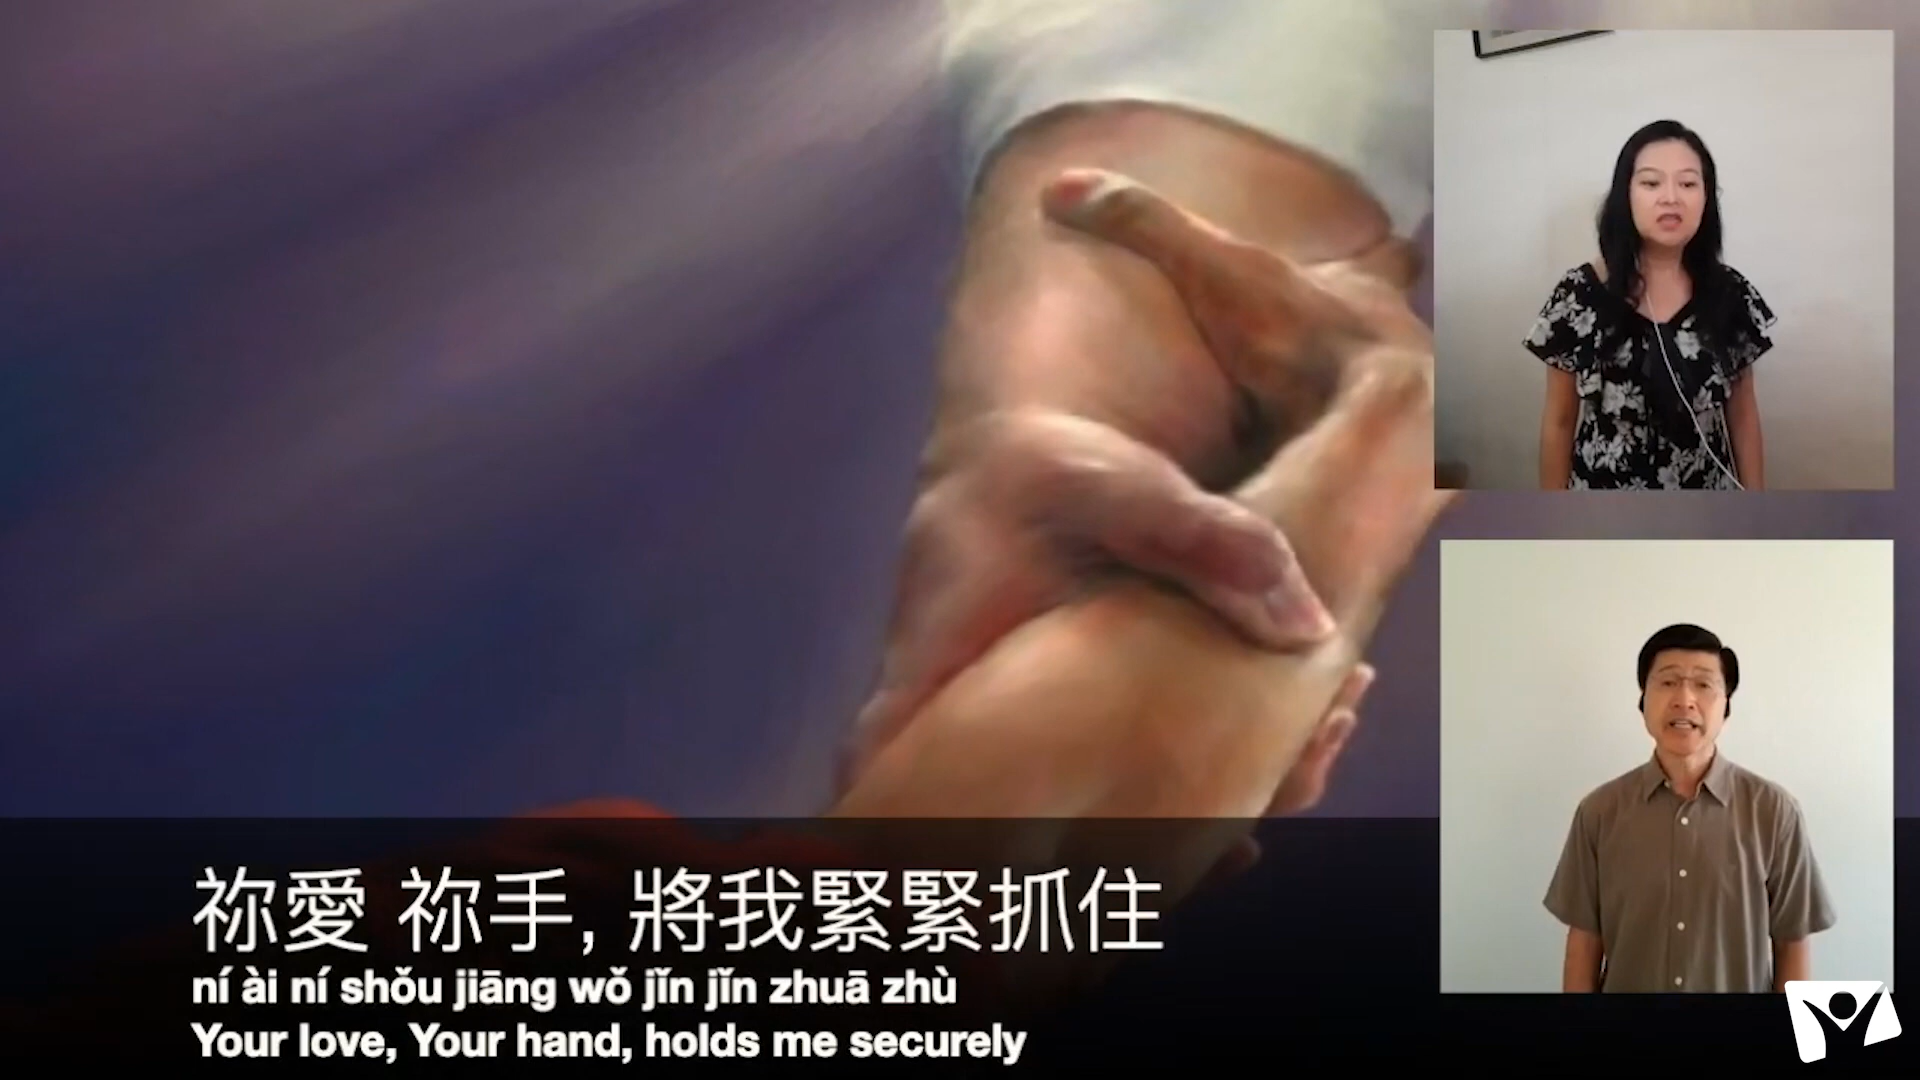 祢愛 祢手, 將我緊緊抓住
ní ài ní shǒu jiāng wǒ jǐn jǐn zhuā zhù
Your love, Your hand, holds me securely